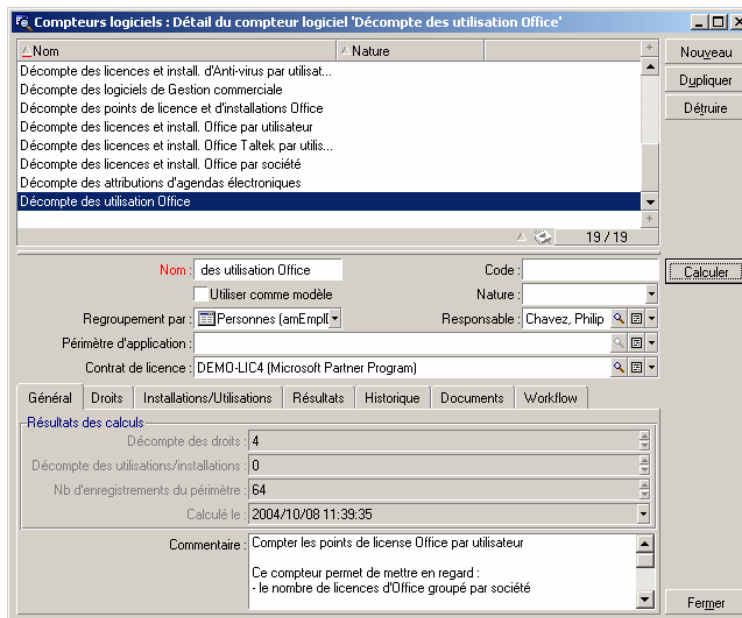 Compteurs logiciels : Détail du compteur logiciel 'Décompte des utilisation Office'
Nom
Nature
Décompte des licences et install. d'Anti-virus par utilisat...
Décompte des logiciels de Gestion commerciale
Décompte des points de licence et d'installations Office
Décompte des licences et install. Office par utilisateur
Décompte des licences et install. Office Taltek par utilis...
Décompte des licences et install. Office par société
Décompte des attributions d'agendas électroniques
Décompte des utilisation Office
19 / 19
Nouveau
Dupliquer
Détruire
Calculer
Nom : des utilisation Office
Code :
Utiliser comme modèle
Nature :
Regroupement par : Personnes (amEmpl
Responsable : Chavez, Philip
Périmètre d'application :
Contrat de licence : DEMO-LIC4 (Microsoft Partner Program)
Général Droits Installations/Utilisations Résultats Historique Documents Workflow
Résultats des calculs
Décompte des droits : 4
Décompte des utilisations/installations : 0
Nb d'enregistrements du périmètre : 64
Calculé le : 2004/10/08 11:39:35
Commentaire : Compter les points de license Office par utilisateur
Ce compteur permet de mettre en regard :
- le nombre de licences d'Office groupé par société
Fermer